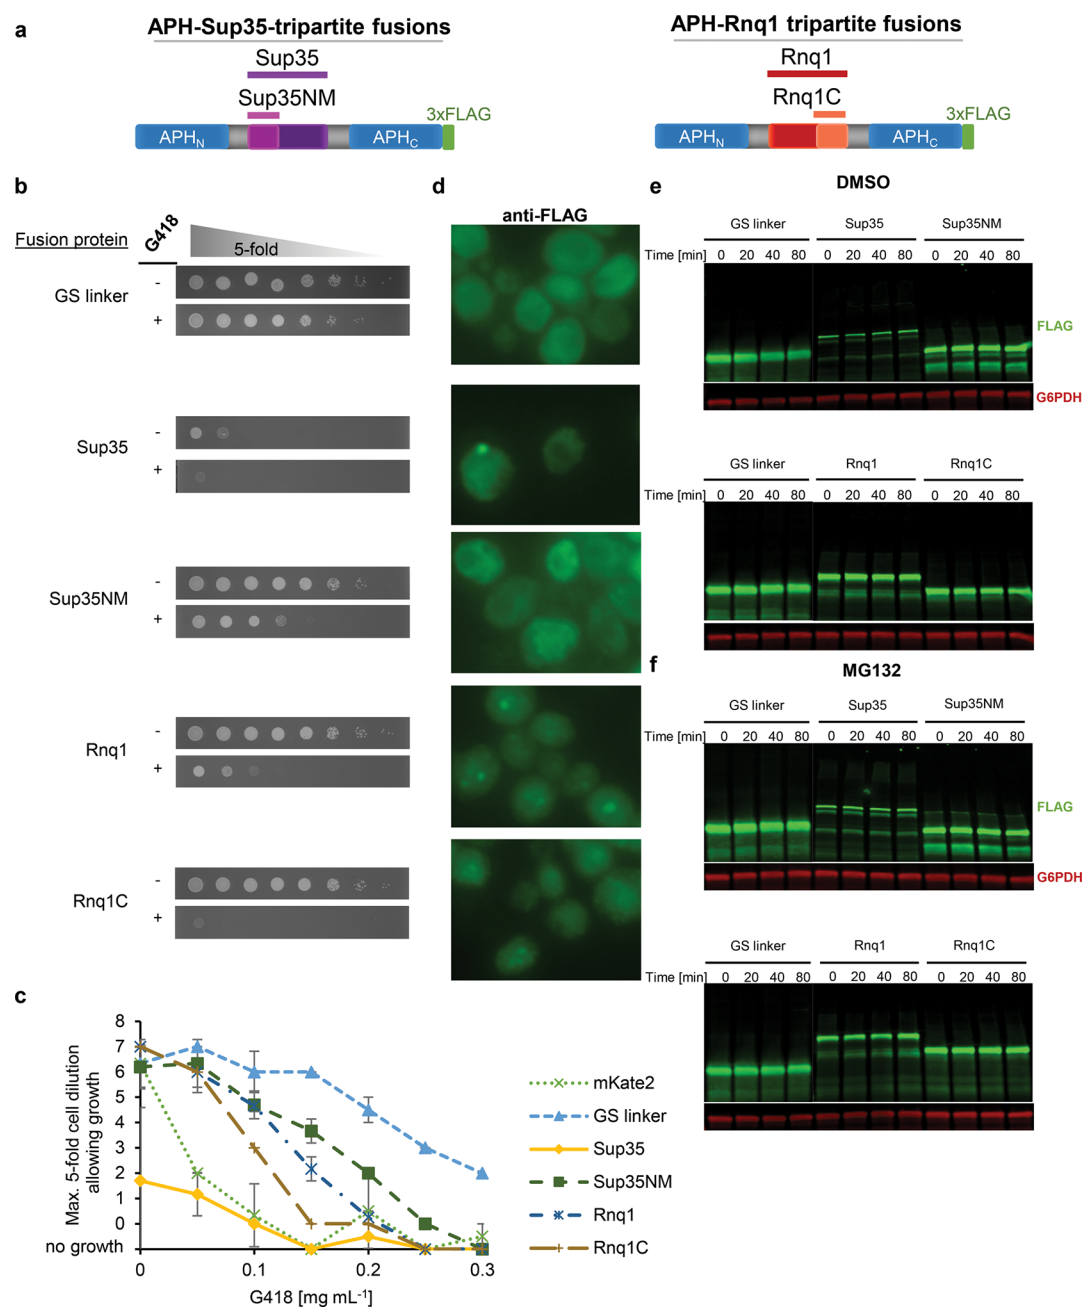 a
APH-Sup35-tripartite fusions
Sup35
Sup35NM
3xFLAG
APHN
APHC
APH-Rnq1 tripartite fusions
Rnq1
Rnq1C
3xFLAG
APHN
APHC
b
Fusion protein
G418
5-fold
GS linker
-
+
Sup35
-
+
Sup35NM
-
+
Rnq1
-
+
Rnq1C
-
+
c
Max. 5-fold cell dilution
allowing growth
8
7
6
5
4
3
2
1
0
no growth
0 0.1 0.2 0.3
G418 [mg mL-1]
mKate2
GS linker
Sup35
Sup35NM
Rnq1
Rnq1C
d
anti-FLAG
e
DMSO
GS linker Sup35 Sup35NM
Time [min] 0 20 40 80 0 20 40 80 0 20 40 80
FLAG
G6PDH
GS linker Rnq1 Rnq1C
Time [min] 0 20 40 80 0 20 40 80 0 20 40 80
f
MG132
GS linker Sup35 Sup35NM
Time [min] 0 20 40 80 0 20 40 80 0 20 40 80
FLAG
G6PDH
GS linker Rnq1 Rnq1C
Time [min] 0 20 40 80 0 20 40 80 0 20 40 80